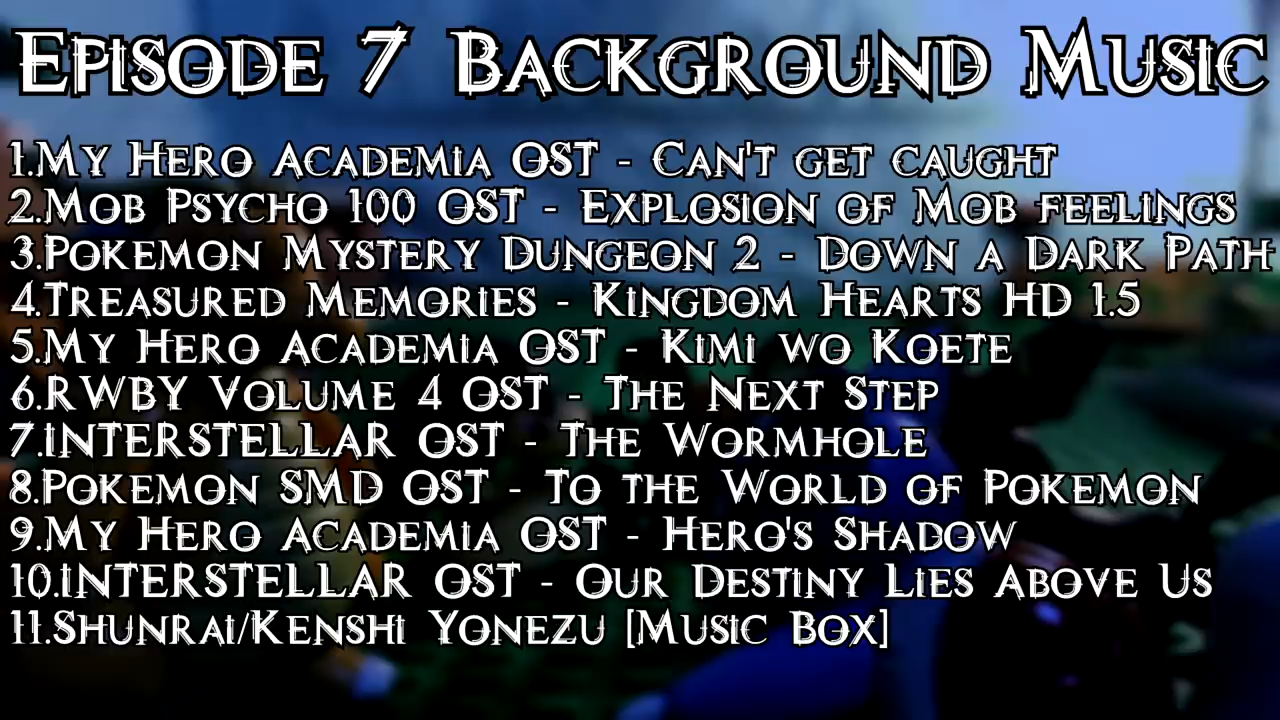 Episode 7 Background Music
1.My Hero Academia OST - Can't get caught
2.Mob Psycho 100 OST - Explosion of Mob feelings
3.Pokemon Mystery Dungeon 2 - Down a Dark Path
4.Treasured Memories - Kingdom Hearts HD 1.5
5.My Hero Academia OST - Kimi wo Koete
6.RWBY Volume 4 OST - The Next Step
7.INTERSTELLAR OST - The Wormhole
8.Pokemon SMD OST - To the World of Pokemon
9.My Hero Academia OST - Hero's Shadow
10.INTERSTELLAR OST - Our Destiny Lies Above Us
11.Shunrai/Kenshi Yonezu [Music Box]